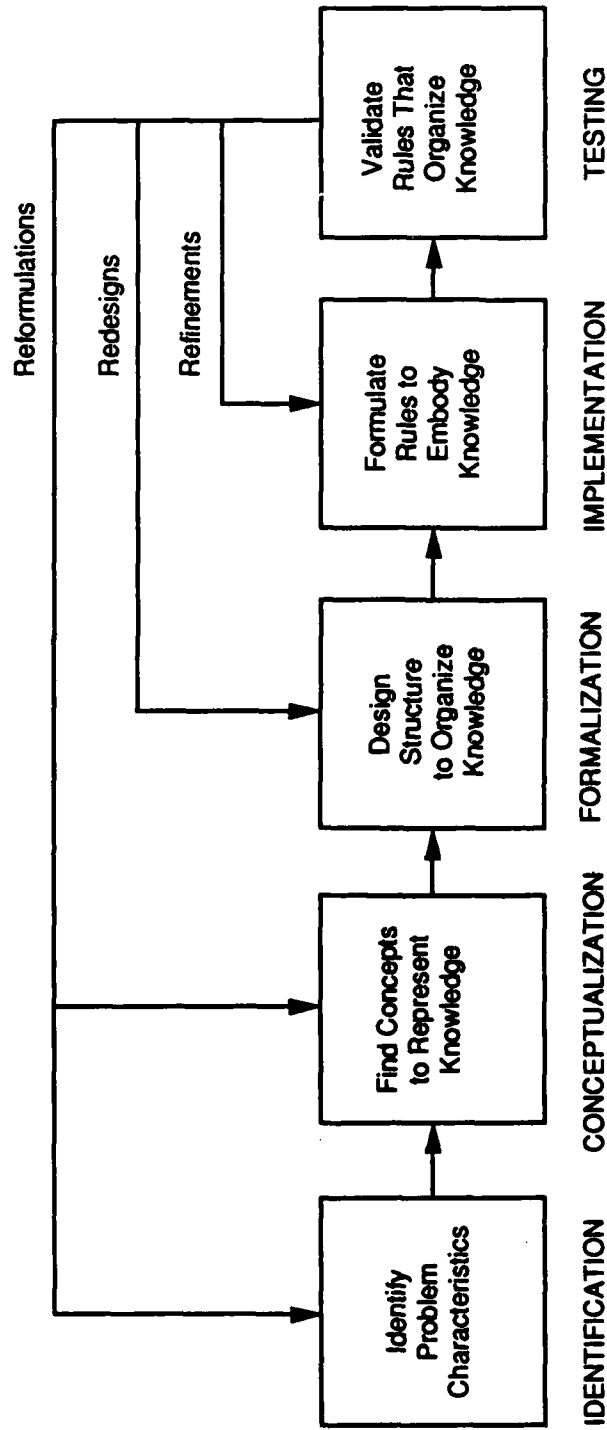 Reformulations
Redesigns
Refinements
Identify
Problem
Characteristics
Find Concepts
to Represent
Knowledge
Design
Structure
to Organize
Knowledge
Formulate
Rules to
Embody
Knowledge
Validate
Rules That
Organize
Knowledge
IDENTIFICATION
CONCEPTUALIZATION
FORMALIZATION
IMPLEMENTATION
TESTING